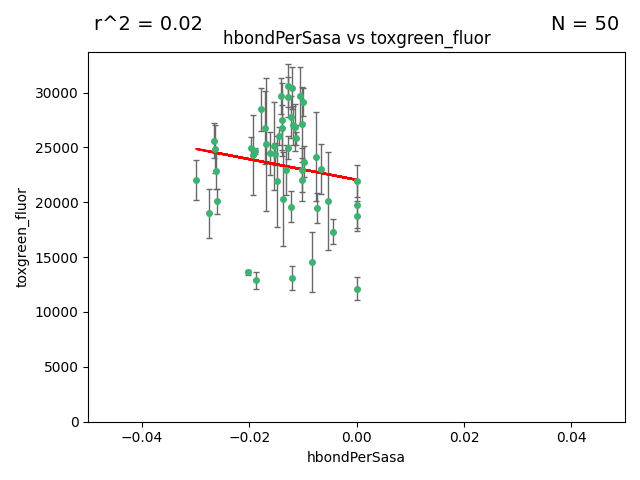 r^2 = 0.02
N = 50
hbondPerSasa vs toxgreen_fluor
30000
25000
20000
15000
10000
5000
0
toxgreen_fluor
−0.04
−0.02
0.00
0.02
0.04
hbondPerSasa